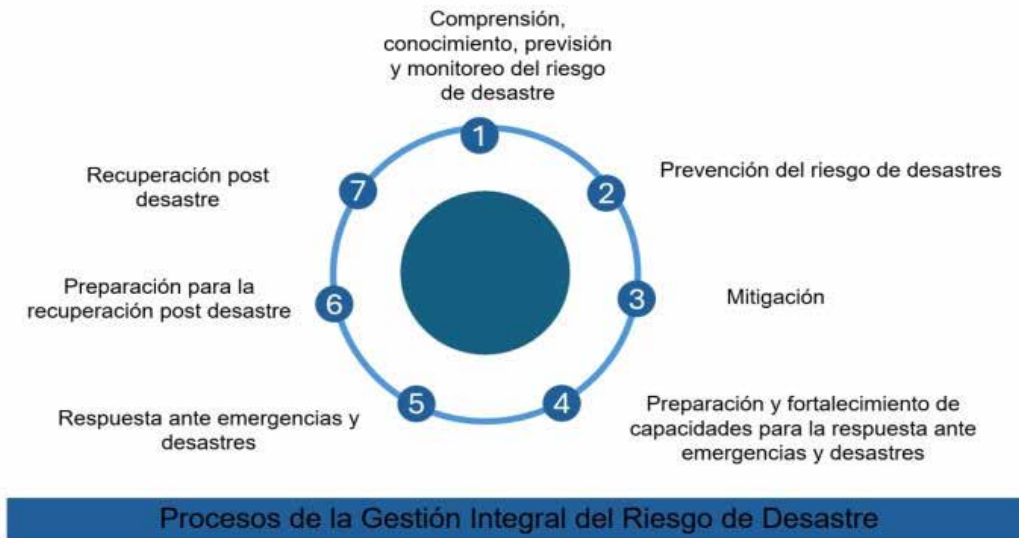 Comprensión,
conocimiento, previsión
y monitoreo del riesgo
de desastre
1
Prevención del riesgo de desastres
2
Mitigación
3
Preparación y fortalecimiento de
capacidades para la respuesta ante
emergencias y desastres
4
Respuesta ante emergencias y
desastres
5
Preparación para la
recuperación post desastre
6
Recuperación post
desastre
7
Procesos de la Gestión Integral del Riesgo de Desastre